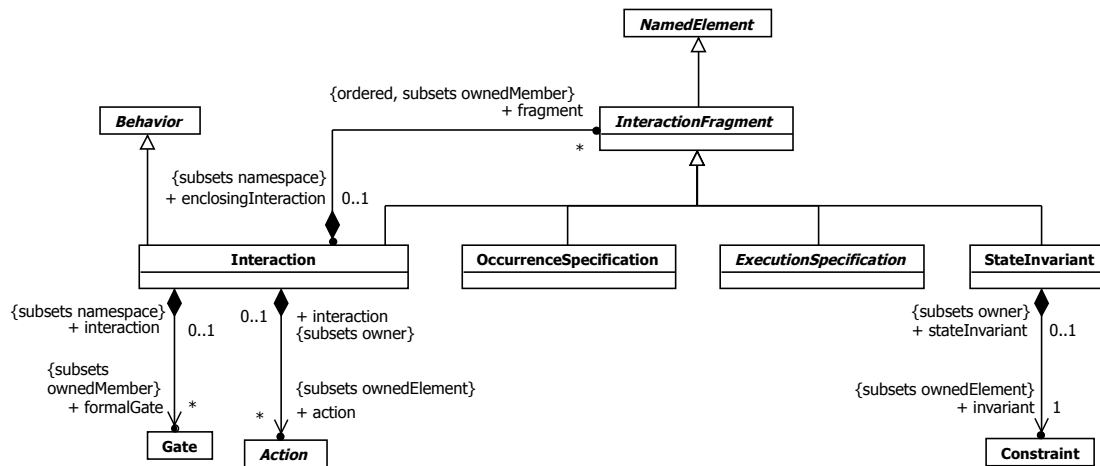 NamedElement
{ordered, subsets ownedMember}
+ fragment
InteractionFragment
*
Behavior
{subsets namespace}
+ enclosingInteraction
0..1
Interaction
OccurrenceSpecification
ExecutionSpecification
StateInvariant
{subsets namespace}
+ interaction
0..1
0..1
+ interaction
{subsets owner}
{subsets owner}
+ stateInvariant
0..1
{subsets
ownedMember}
+ formalGate
*
{subsets ownedElement}
+ action
*
{subsets ownedElement}
+ invariant
1
Gate
Action
Constraint